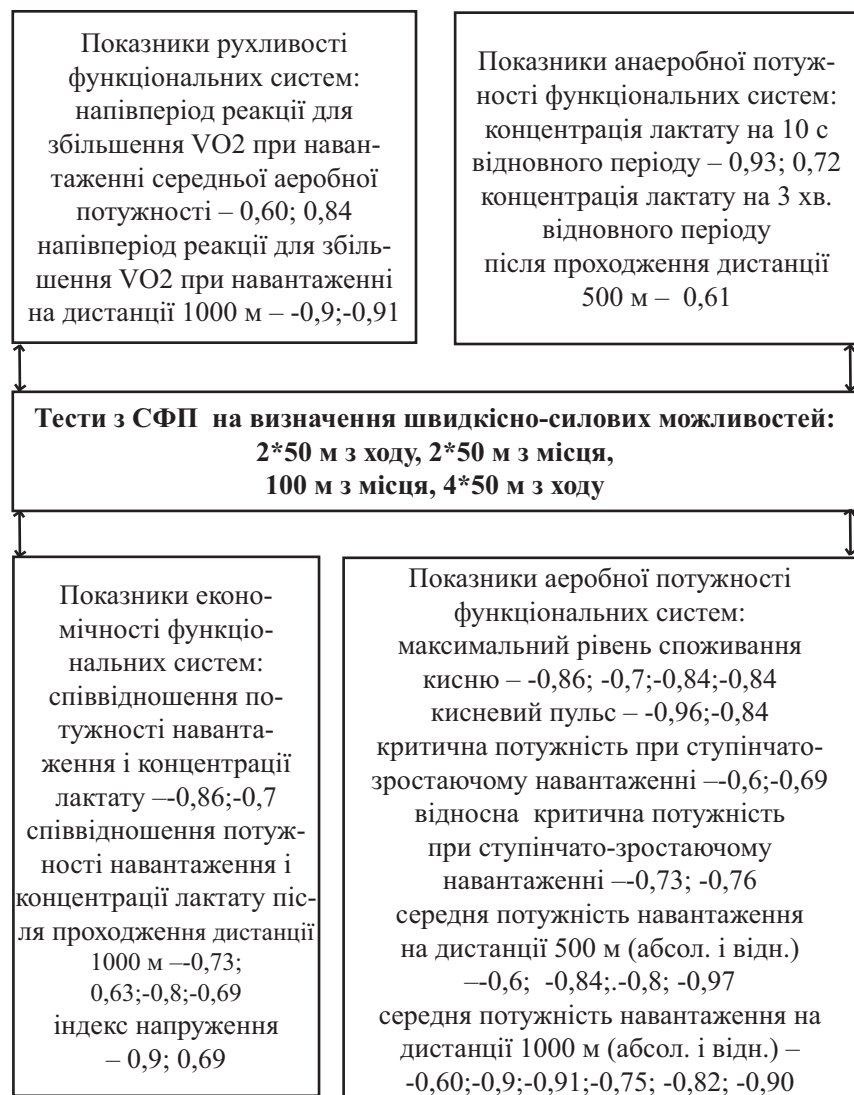 Показники рухливості
функціональних систем:
напівперіод реакції для
збільшення VO2 при наван-
таженні середньої аеробної
потужності – 0,60; 0,84
напівперіод реакції для збіль-
шення VO2 при навантаженні
на дистанції 1000 м – -0,9;-0,91
Показники анаеробної потуж-
ності функціональних систем:
концентрація лактату на 10 с
відновного періоду – 0,93; 0,72
концентрація лактату на 3 хв.
відновного періоду
після проходження дистанції
500 м – 0,61
Тести з СФП на визначення швидкісно-силових можливостей:
2*50 м з ходу, 2*50 м з місця,
100 м з місця, 4*50 м з ходу
Показники еконо-
мічності функціо-
нальних систем:
співвідношення по-
тужності наванта-
ження і концентрації
лактату –-0,86;-0,7
співвідношення потуж-
ності навантаження і
концентрації лактату піс-
ля проходження дистанції
1000 м –-0,73;
0,63;-0,8;-0,69
індекс напруження
– 0,9; 0,69
Показники аеробної потужності
функціональних систем:
максимальний рівень споживання
кисню – -0,86; -0,7;-0,84;-0,84
кисневий пульс – -0,96;-0,84
критична потужність при ступінчато-
зростаючому навантаженні –-0,6;-0,69
відносна критична потужність
при ступінчато-зростаючому
навантаженні –-0,73; -0,76
середня потужність навантаження
на дистанції 500 м (абсол. і відн.)
–-0,6; -0,84;.-0,8; -0,97
середня потужність навантаження на
дистанції 1000 м (абсол. і відн.) –
-0,60;-0,9;-0,91;-0,75; -0,82; -0,90